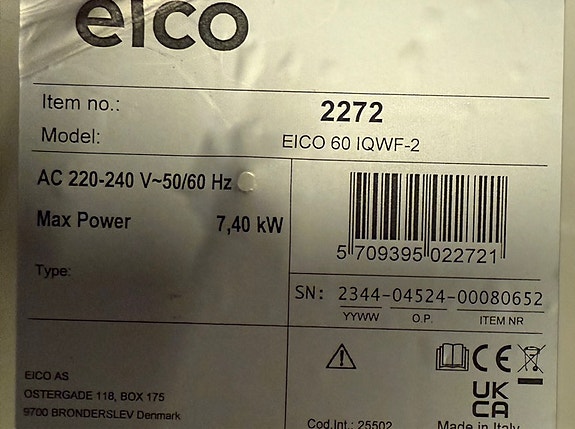 eico
Item no.: 2272
Model: EICO 60 IQWF-2
AC 220-240 V~50/60 Hz
Max Power 7,40 kW
Type:
5 709395 022721
SN: 2344-04524-00080652
YYWW O.P. ITEM NR
EICO AS
OSTERGADE 118, BOX 175
9700 BRONDERSLEV Denmark
CE
UK
CA
Cod.Int.: 25502
Made in Italy